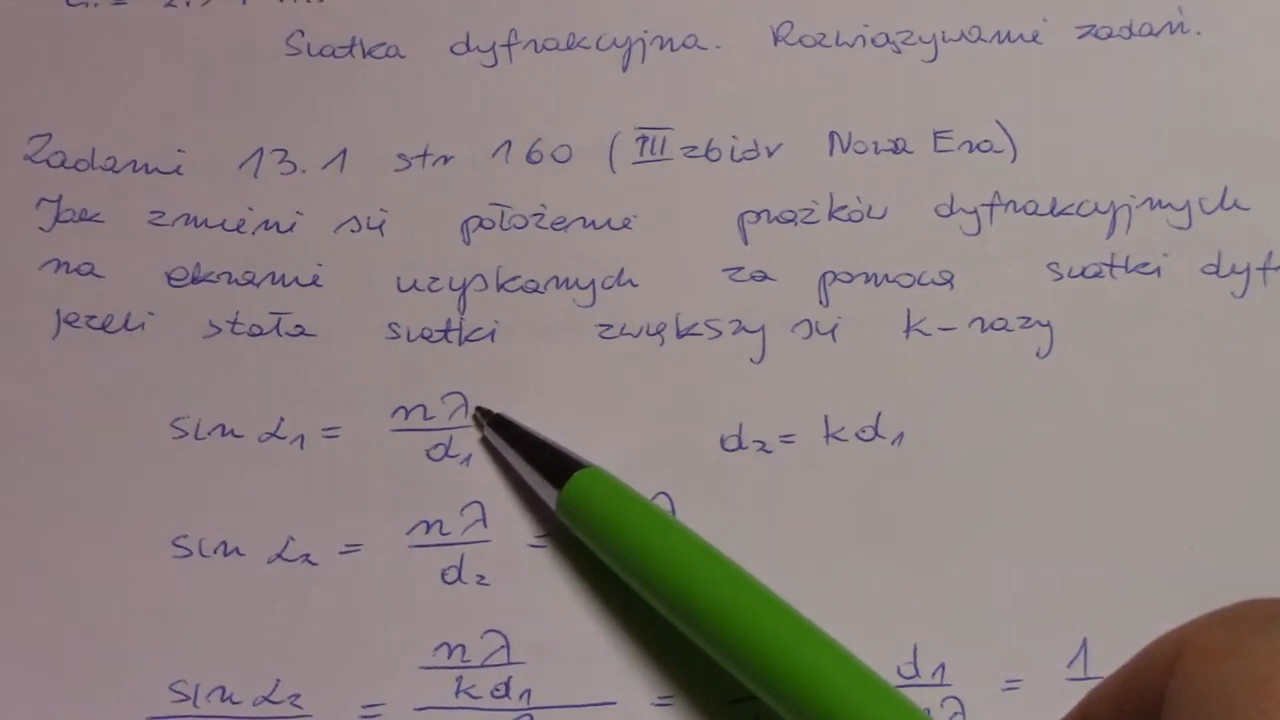 Siatka dyfrakcyjna. Rozwiązywanie zadań.
Zadanie 13.1 str 160 (III zbiór Nowa Era)
Jak zmieni się położenie prążków dyfrakcyjnych
na ekranie uzyskanych za pomocą siatki dyf
jeżeli stała siatki zwiększy się k-razy
sin α₁ = nλ/d₁ d₂ = kd₁
sin α₂ = nλ/d₂ =
sin α₂ = nλ/kd₁ = d₁ = 1